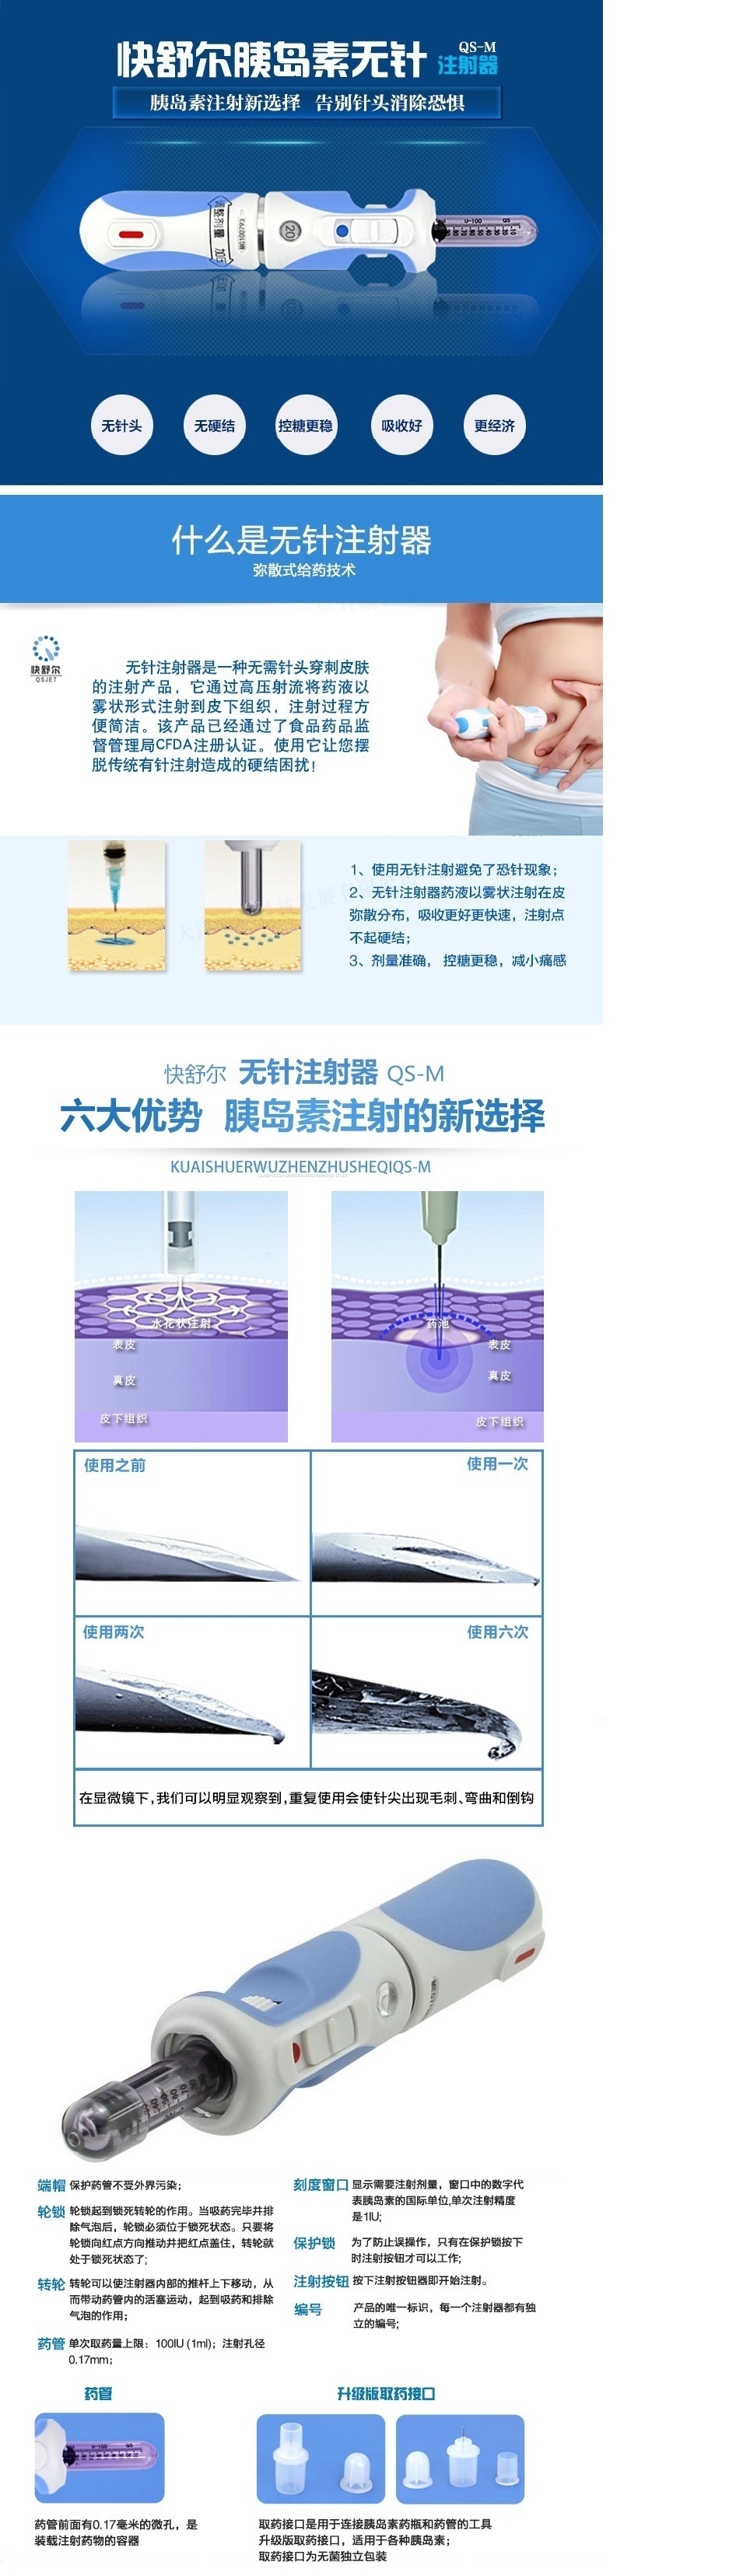 快舒尔胰岛素无针 QS-M 注射器
胰岛素注射新选择 告别针头消除恐惧
调整剂量 加压
20
U-100 QS
无针头 无硬结 控糖更稳 吸收好 更经济
什么是无针注射器
弥散式给药技术
快舒尔
QSJET
无针注射器是一种无需针头穿刺皮肤
的注射产品，它通过高压射流将药液以
雾状形式注射到皮下组织，注射过程方
便简洁。该产品已经通过了食品药品监
督管理局CFDA注册认证。使用它让您摆
脱传统有针注射造成的硬结困扰！
1、使用无针注射避免了恐针现象；
2、无针注射器药液以雾状注射在皮
弥散分布，吸收更好更快速，注射点
不起硬结；
3、剂量准确， 控糖更稳，减小痛感
快舒尔 无针注射器 QS-M
六大优势 胰岛素注射的新选择
KUAISHUERWUZHENZHUSHEQIQS-M
水花状注射
表皮
真皮
皮下组织
药池
表皮
真皮
皮下组织
使用之前
使用一次
使用两次
使用六次
在显微镜下,我们可以明显观察到,重复使用会使针尖出现毛刺、弯曲和倒钩
端帽 保护药管不受外界污染；
轮锁 轮锁起到锁死转轮的作用。当吸药完毕并排
除气泡后，轮锁必须位于锁死状态。只要将
轮锁向红点方向推动并把红点盖住，转轮就
处于锁死状态了；
转轮 转轮可以使注射器内部的推杆上下移动，从
而带动药管内的活塞运动，起到吸药和排除
气泡的作用；
药管 单次取药量上限：100IU (1ml)；注射孔径
0.17mm；
刻度窗口 显示需要注射剂量，窗口中的数字代
表胰岛素的国际单位,单次注射精度
是1IU;
保护锁 为了防止误操作，只有在保护锁按下
时注射按钮才可以工作;
注射按钮 按下注射按钮器即开始注射。
编号 产品的唯一标识，每一个注射器都有独
立的编号;
药管
升级版取药接口
U-100 QS
药管前面有0.17毫米的微孔，是
装载注射药物的容器
取药接口是用于连接胰岛素药瓶和药管的工具
升级版取药接口，适用于各种胰岛素；
取药接口为无菌独立包装